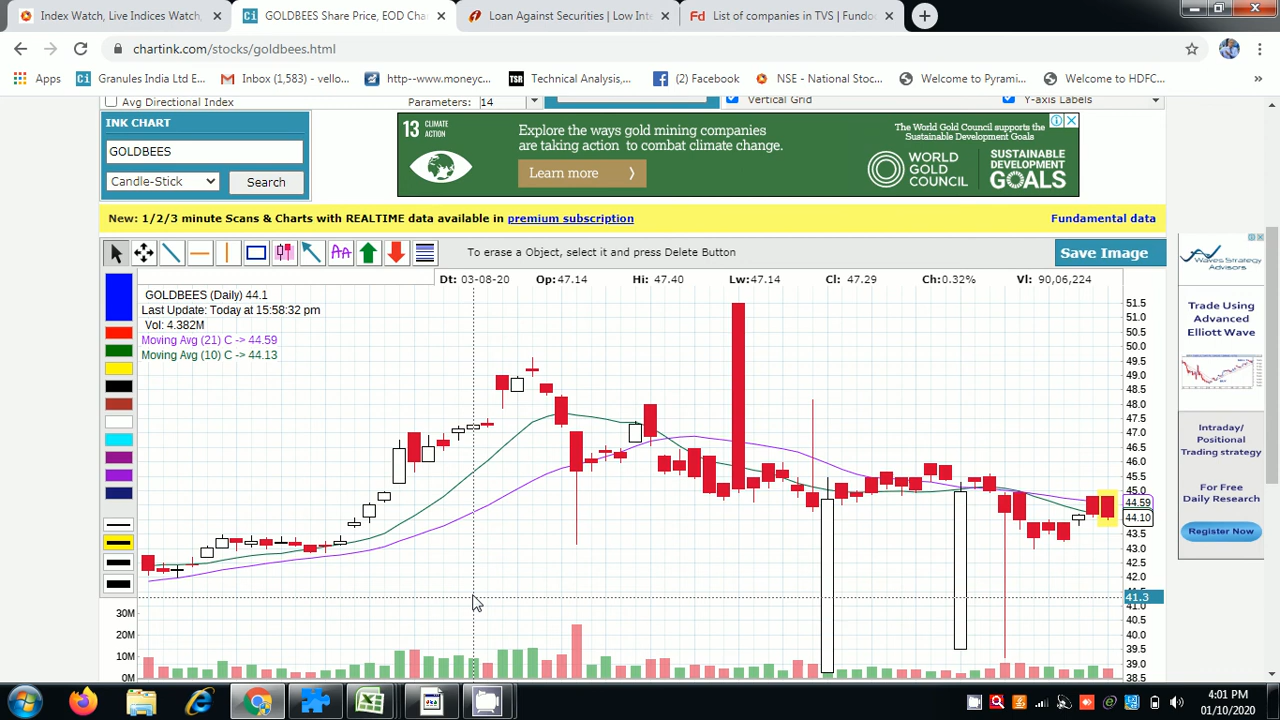 Index Watch, Live Indices Watch,
GOLDBEES Share Price, EOD Cha
Loan Against Securities | Low Inte
List of companies in TVS | Fundoo
chartink.com/stocks/goldbees.html
Apps
Granules India Ltd E...
Inbox (1,583) - vello...
http--www.moneyc...
TSR
Technical Analysis,...
(2) Facebook
NSE - National Stoc...
Welcome to Pyrami...
Welcome to HDFC...
»
Avg Directional Index
Parameters:
14
Vertical Grid
Y-axis Labels
INK CHART
GOLDBEES
Candle-Stick
Search
13 CLIMATE
ACTION
Explore the ways gold mining companies
are taking action to combat climate change.
Learn more
The World Gold Council supports the
Sustainable Development Goals
WORLD
GOLD
COUNCIL
SUSTAINABLE
DEVELOPMENT
GOALS
New: 1/2/3 minute Scans & Charts with REALTIME data available in premium subscription
Fundamental data
To erase a Object, select it and press Delete Button
Save Image
Dt: 03-08-20 Op:47.14 Hi: 47.40 Lw:47.14 Cl: 47.29 Ch:0.32% Vl: 90,06,224
GOLDBEES (Daily) 44.1
Last Update: Today at 15:58:32 pm
Vol: 4.382M
Moving Avg (21) C -> 44.59
Moving Avg (10) C -> 44.13
51.5
51.0
50.5
50.0
49.5
49.0
48.5
48.0
47.5
47.0
46.5
46.0
45.5
45.0
44.59
44.10
43.5
43.0
42.5
42.0
41.3
41.0
40.5
40.0
39.5
39.0
38.5
30M
20M
10M
0M
Waves Strategy
Advisors
Trade Using
Advanced
Elliott Wave
Intraday/
Positional
Trading strategy
For Free
Daily Research
Register Now
4:01 PM
01/10/2020